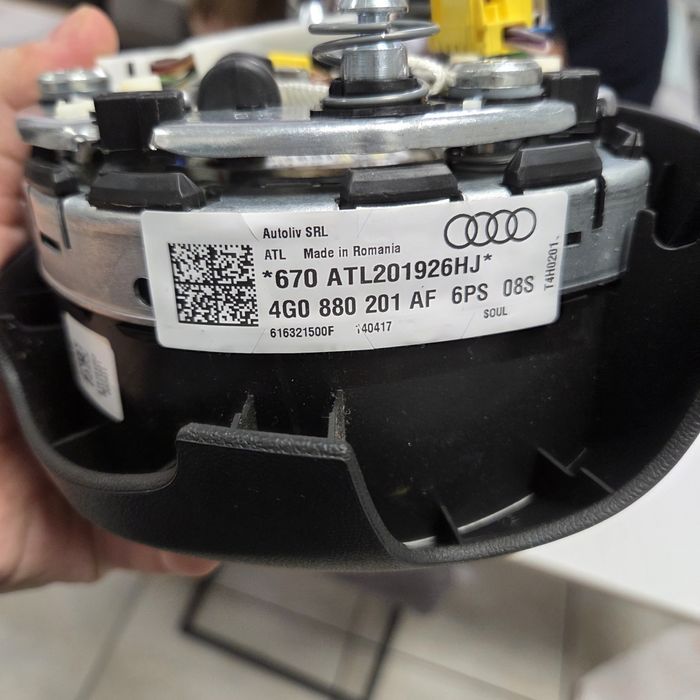 Autoliv SRL
ATL Made in Romania
*670 ATL201926HJ*
4G0 880 201 AF 6PS 08S
616321500F 140417 SOUL
T4H0201.